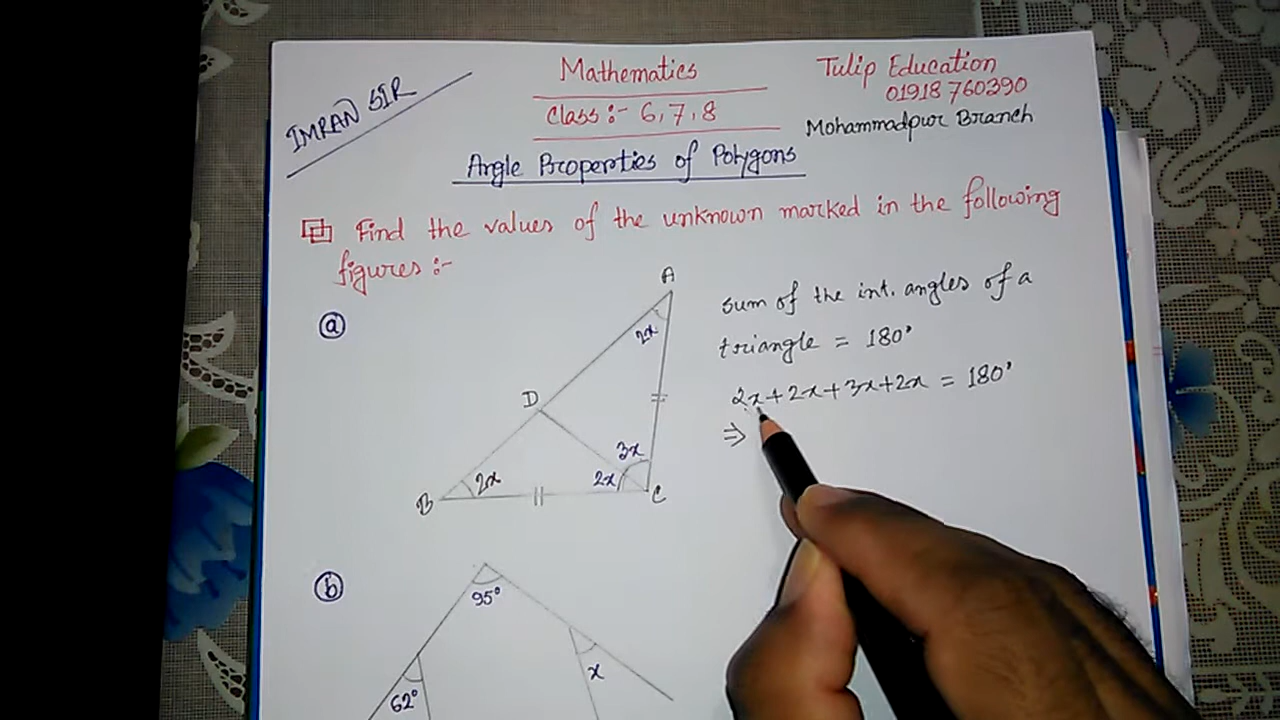 IMRAN SIR
Mathematics
Class :- 6, 7, 8
Tulip Education
01918 760390
Mohammadpur Branch
Angle Properties of Polygons
Find the values of the unknown marked in the following
figures :-
ⓐ
A
2x
D
3x
B
2x
2x
C
sum of the int. angles of a
triangle = 180°
2x+2x+3x+2x = 180°
⇒
ⓑ
95°
x
62°